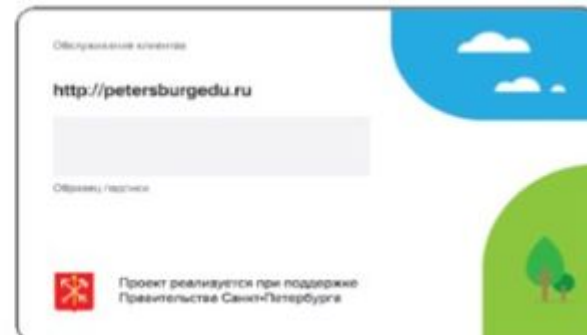 Обслуживание клиентов
http://petersburgedu.ru
Образец подписи
Проект реализуется при поддержке
Правительства Санкт-Петербурга